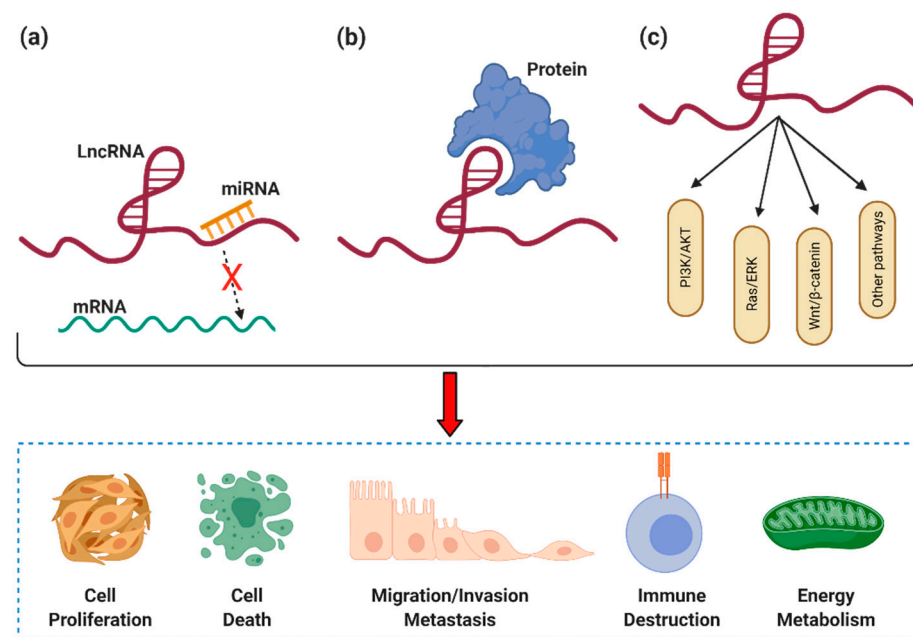 (a)
(b)
(c)
Protein
LncRNA
miRNA
mRNA
X
PI3K/AKT
Ras/ERK
Wnt/β-catenin
Other pathways
Cell
Proliferation
Cell
Death
Migration/Invasion
Metastasis
Immune
Destruction
Energy
Metabolism